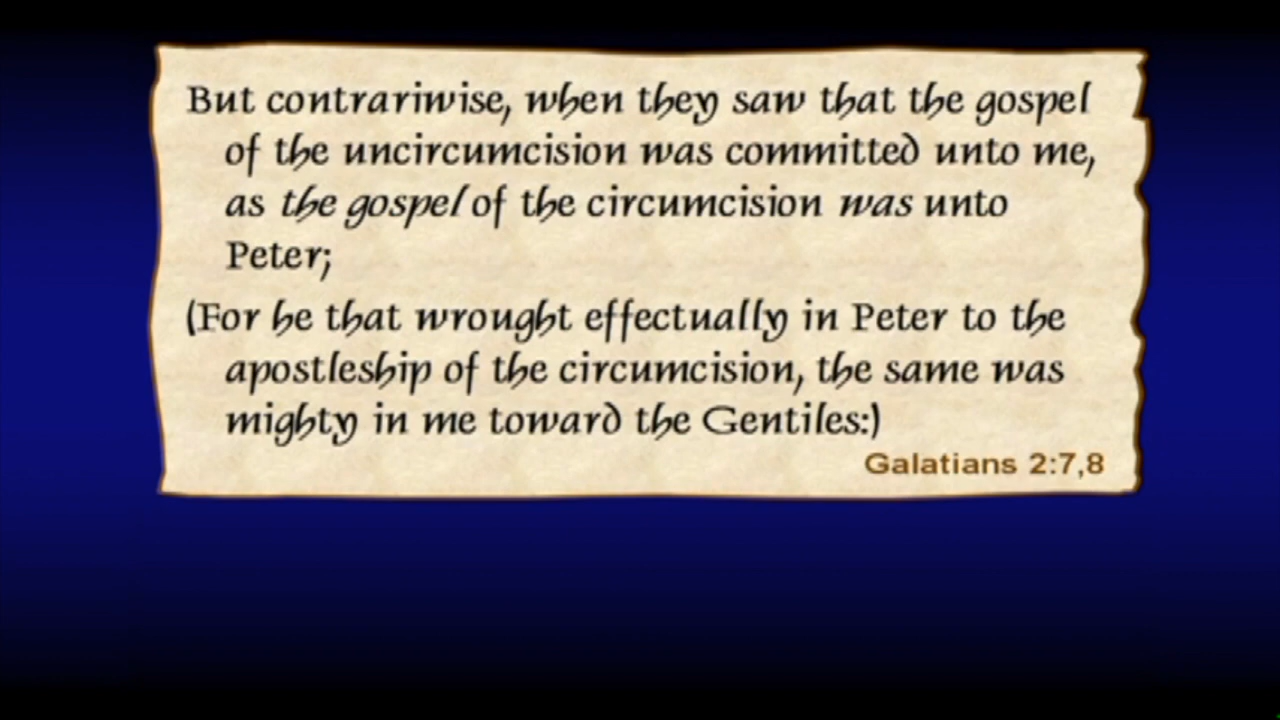 But contrariwise, when they saw that the gospel
of the uncircumcision was committed unto me,
as the gospel of the circumcision was unto
Peter;
(For he that wrought effectually in Peter to the
apostleship of the circumcision, the same was
mighty in me toward the Gentiles:)
Galatians 2:7,8